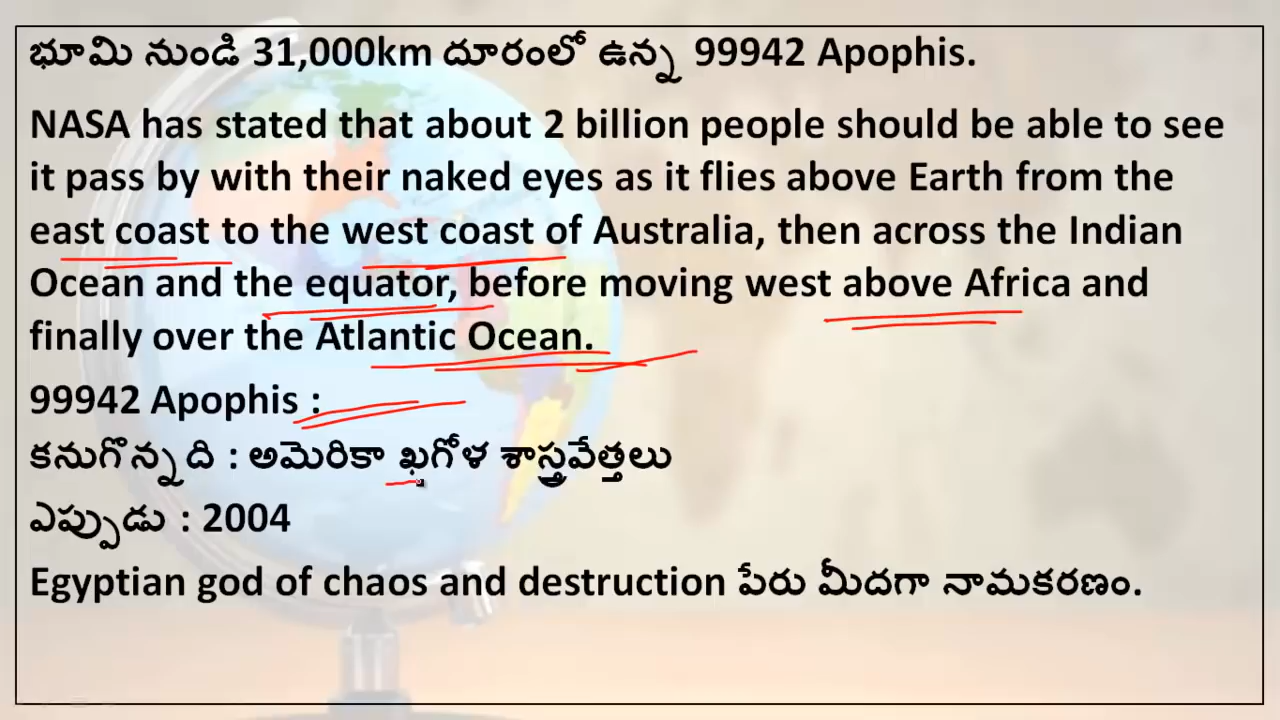 భూమి నుండి 31,000km దూరంలో ఉన్న 99942 Apophis.
NASA has stated that about 2 billion people should be able to see
it pass by with their naked eyes as it flies above Earth from the
east coast to the west coast of Australia, then across the Indian
Ocean and the equator, before moving west above Africa and
finally over the Atlantic Ocean.
99942 Apophis :
కనుగొన్నది : అమెరికా ఖగోళ శాస్త్రవేత్తలు
ఎప్పుడు : 2004
Egyptian god of chaos and destruction పేరు మీదగా నామకరణం.